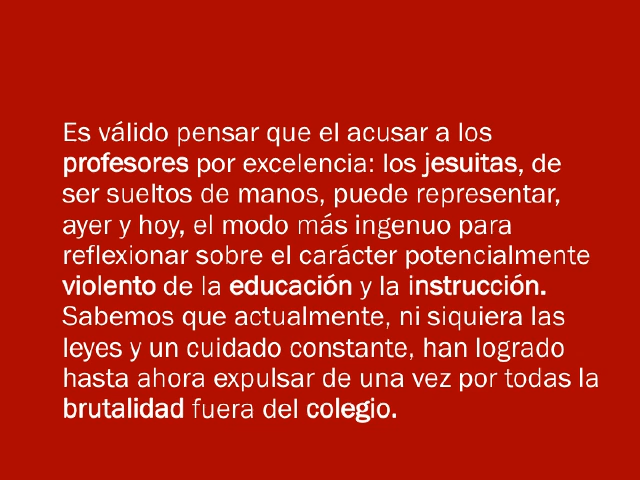 Es válido pensar que el acusar a los
profesores por excelencia: los jesuitas, de
ser sueltos de manos, puede representar,
ayer y hoy, el modo más ingenuo para
reflexionar sobre el carácter potencialmente
violento de la educación y la instrucción.
Sabemos que actualmente, ni siquiera las
leyes y un cuidado constante, han logrado
hasta ahora expulsar de una vez por todas la
brutalidad fuera del colegio.